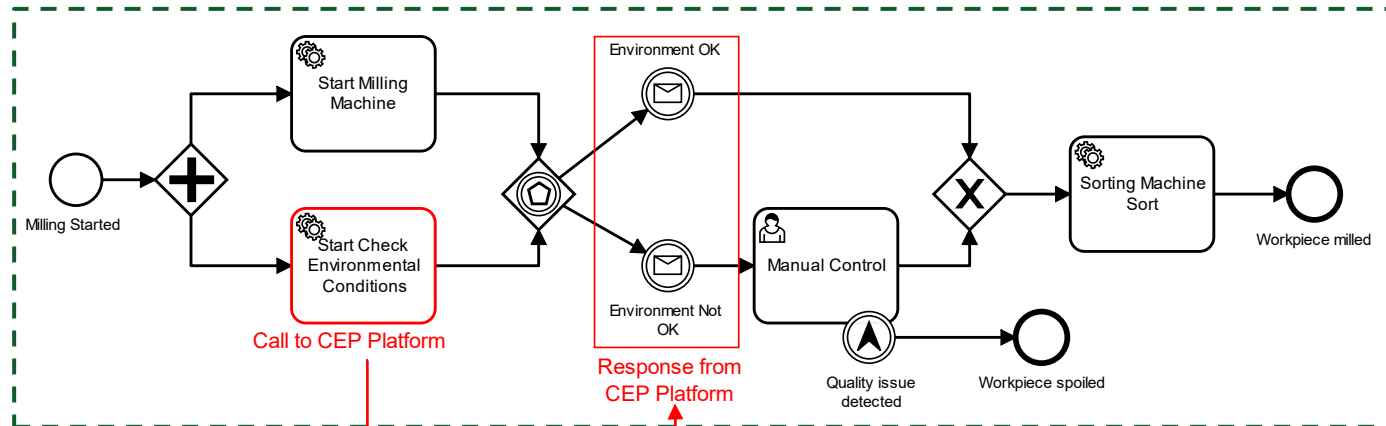 Environment OK
Start Milling
Machine
Milling Started
Start Check
Environmental
Conditions
Call to CEP Platform
Environment Not
OK
Response from
CEP Platform
Manual Control
Quality issue
detected
X
Sorting Machine
Sort
Workpiece milled
Workpiece spoiled